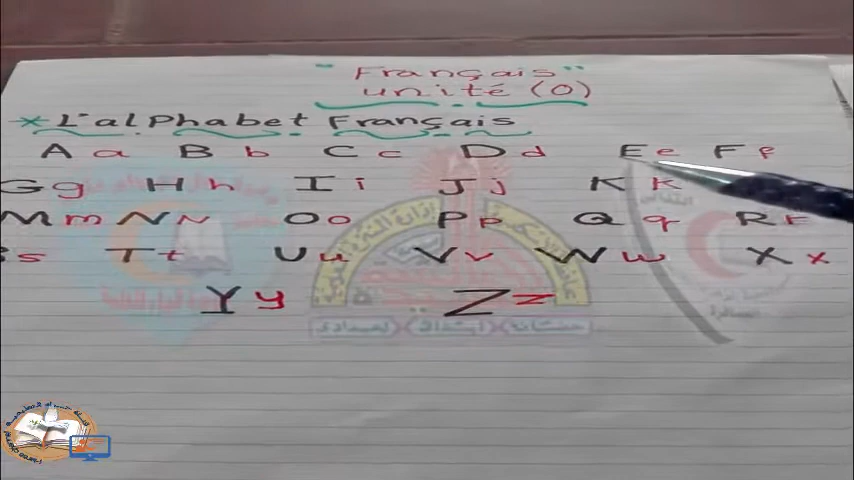 "Français"
unité (0)
* L'alphabet Français
A a B b C c D d E e F f
G g H h I i J j K k
M m N n O o P p Q q R r
s T t U u V v W w X x
Y y Z z